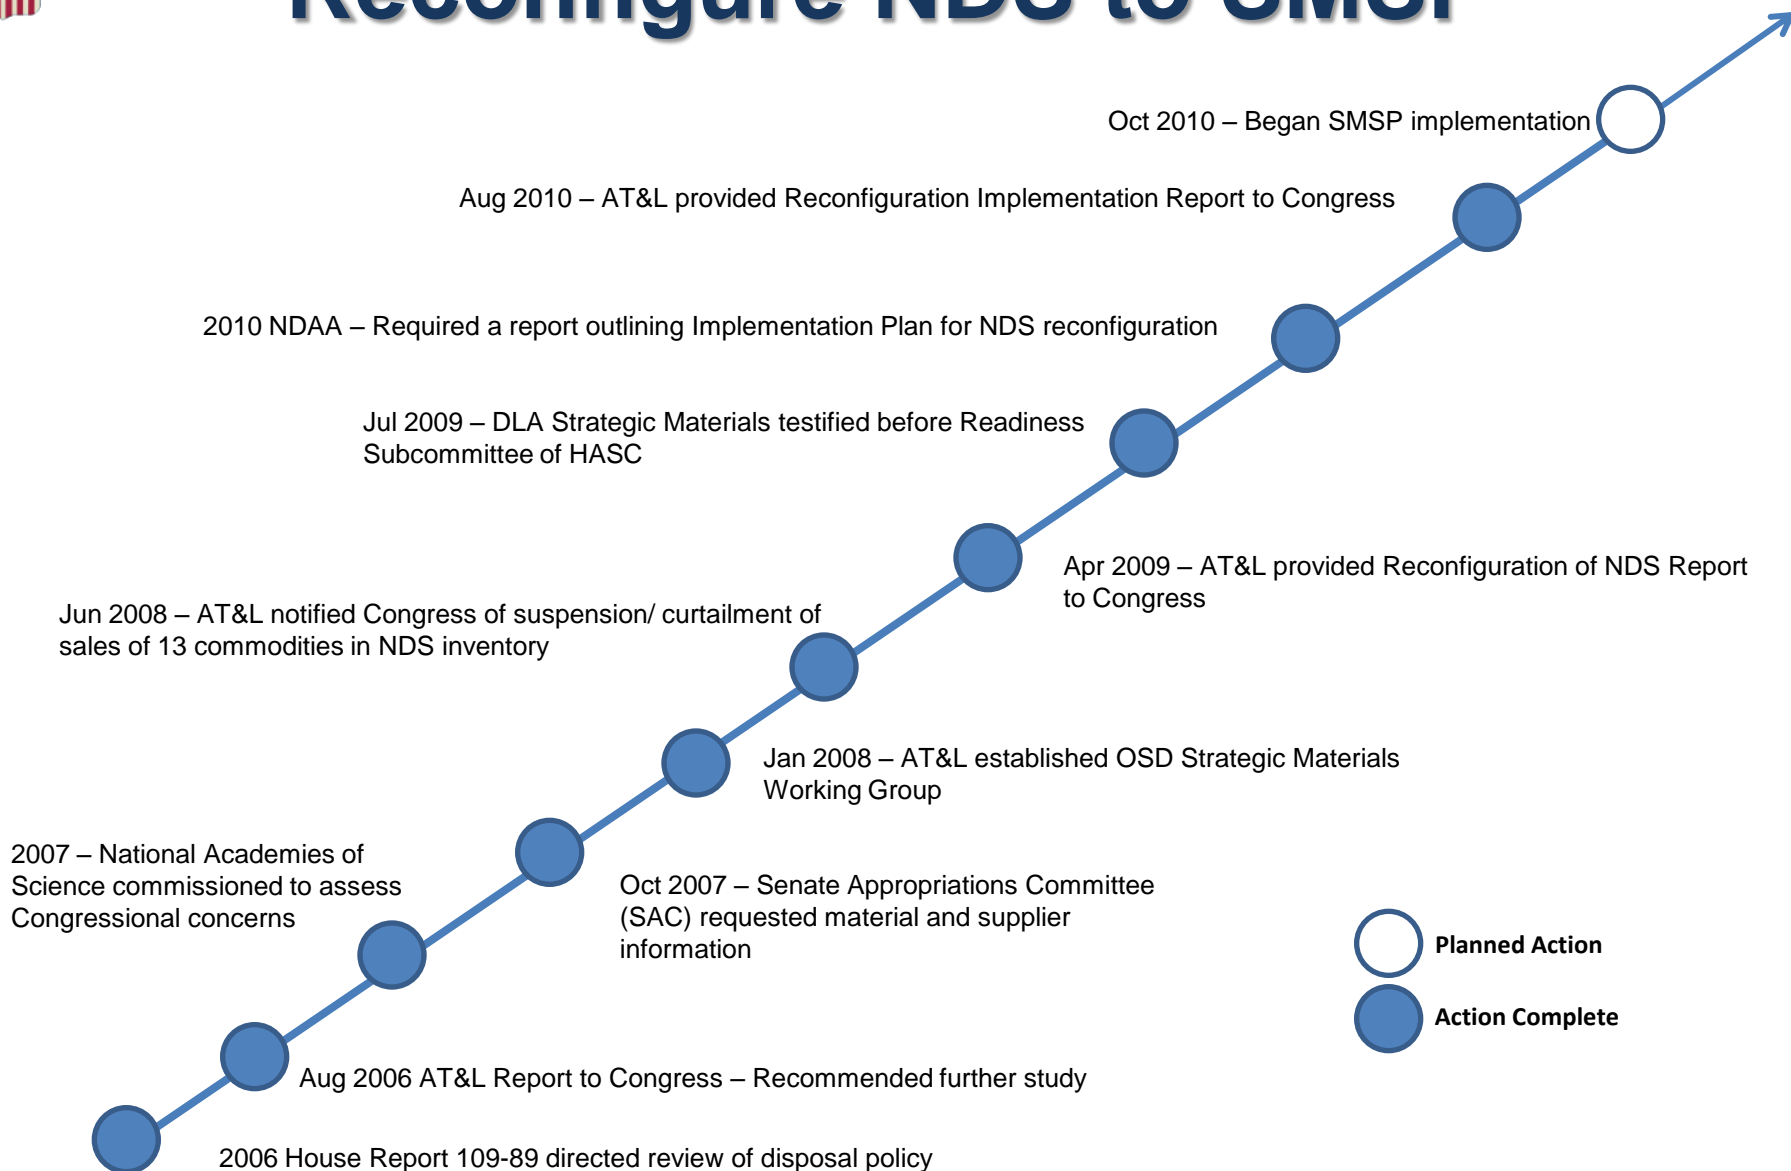 Reconfigure NDS to SMSP
Oct 2010 – Began SMSP implementation
Aug 2010 – AT&L provided Reconfiguration Implementation Report to Congress
2010 NDAA – Required a report outlining Implementation Plan for NDS reconfiguration
Jul 2009 – DLA Strategic Materials testified before Readiness
Subcommittee of HASC
Apr 2009 – AT&L provided Reconfiguration of NDS Report
to Congress
Jun 2008 – AT&L notified Congress of suspension/ curtailment of
sales of 13 commodities in NDS inventory
Jan 2008 – AT&L established OSD Strategic Materials
Working Group
2007 – National Academies of
Science commissioned to assess
Congressional concerns
Oct 2007 – Senate Appropriations Committee
(SAC) requested material and supplier
information
Planned Action
Action Complete
Aug 2006 AT&L Report to Congress – Recommended further study
2006 House Report 109-89 directed review of disposal policy